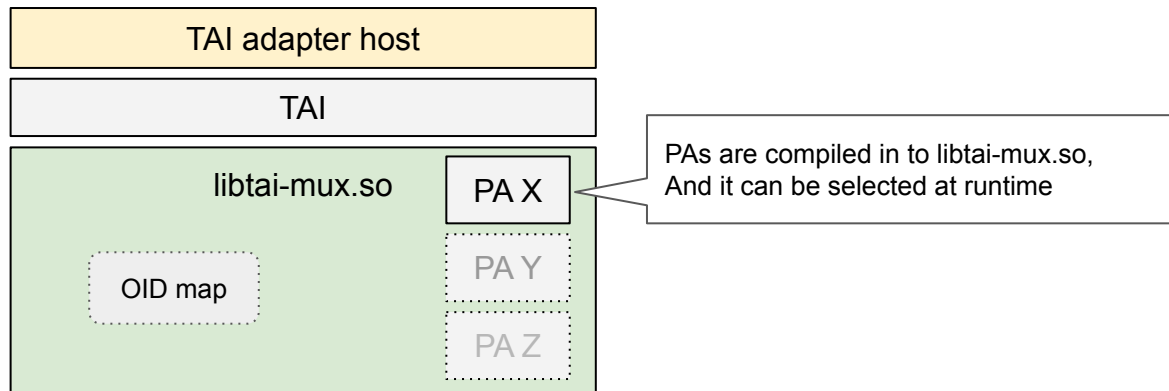 TAI adapter host
TAI
libtai-mux.so
PA X
PAs are compiled in to libtai-mux.so,
And it can be selected at runtime
PA Y
OID map
PA Z